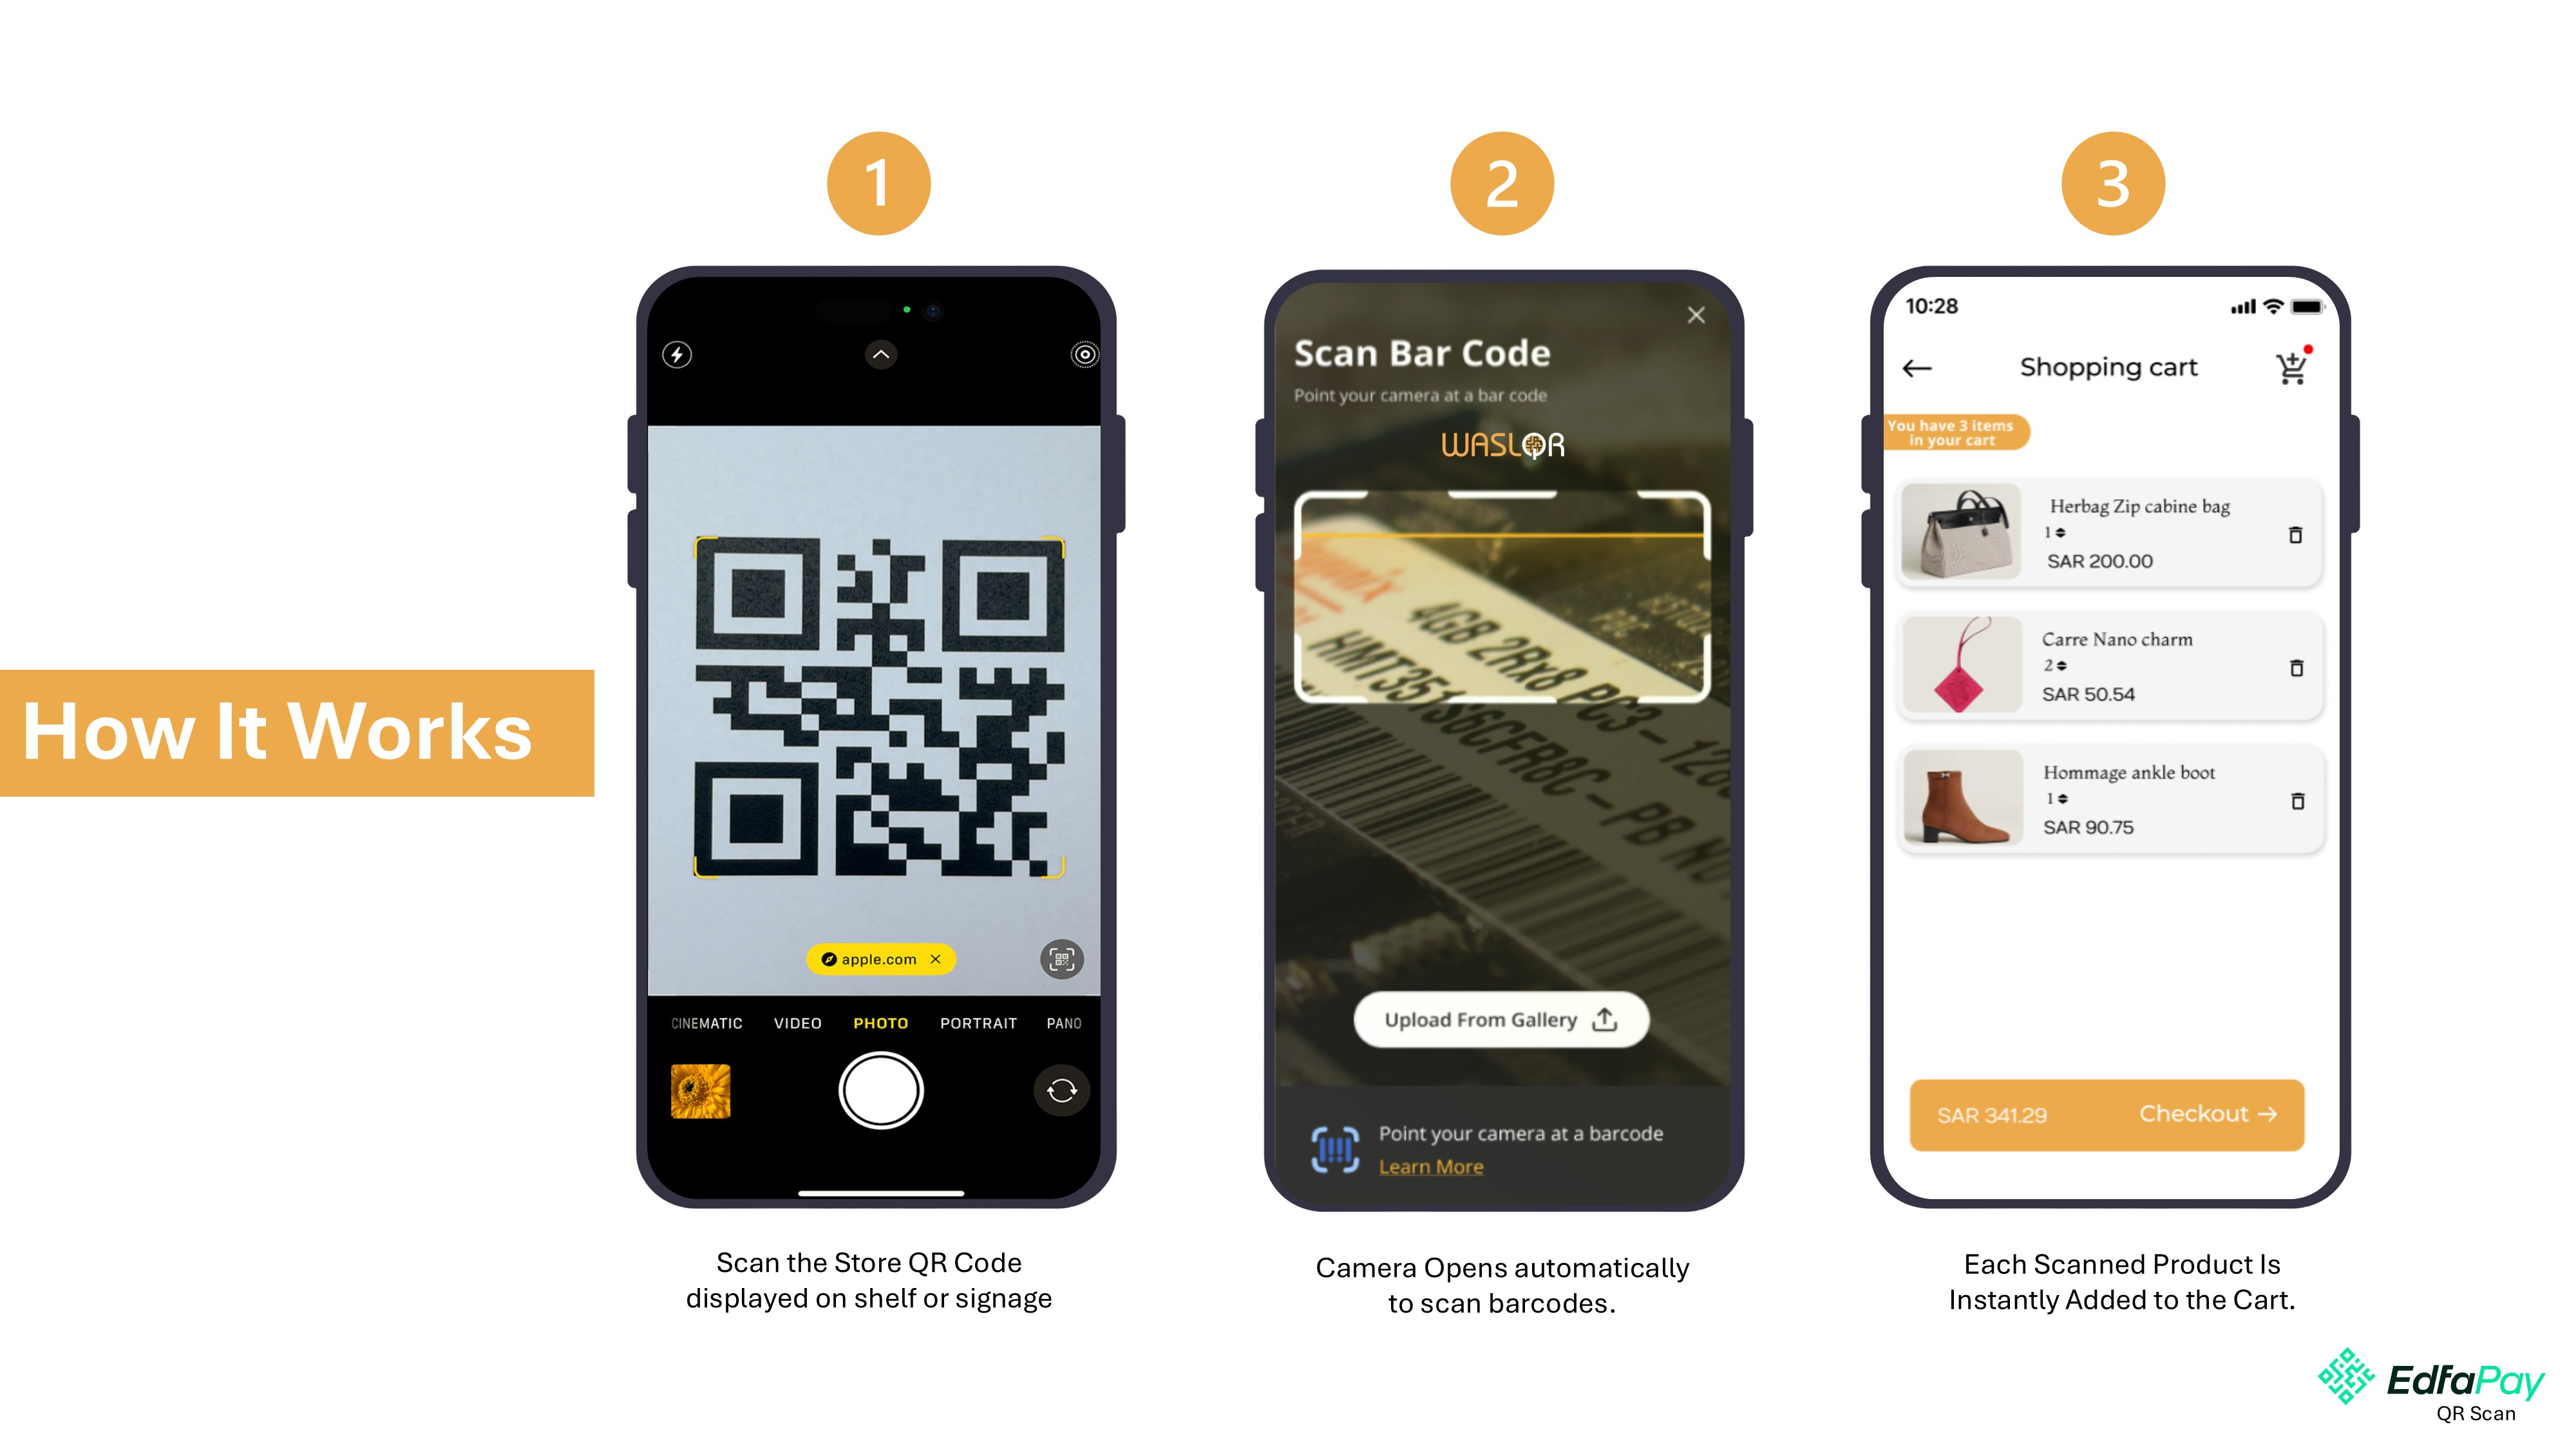 How It Works
1
apple.com
CINEMATIC VIDEO PHOTO PORTRAIT PANO
Scan the Store QR Code
displayed on shelf or signage
2
Scan Bar Code
Point your camera at a bar code
WASLQR
4GB 2Rx8 PC3-128
HMT351S6CFR8C-PB
Upload From Gallery
Point your camera at a barcode
Learn More
Camera Opens automatically
to scan barcodes.
3
10:28
Shopping cart
You have 3 items
in your cart
Herbag Zip cabine bag
1
SAR 200.00
Carre Nano charm
2
SAR 50.54
Hommage ankle boot
1
SAR 90.75
SAR 341.29 Checkout →
Each Scanned Product Is
Instantly Added to the Cart.
EdfaPay
QR Scan